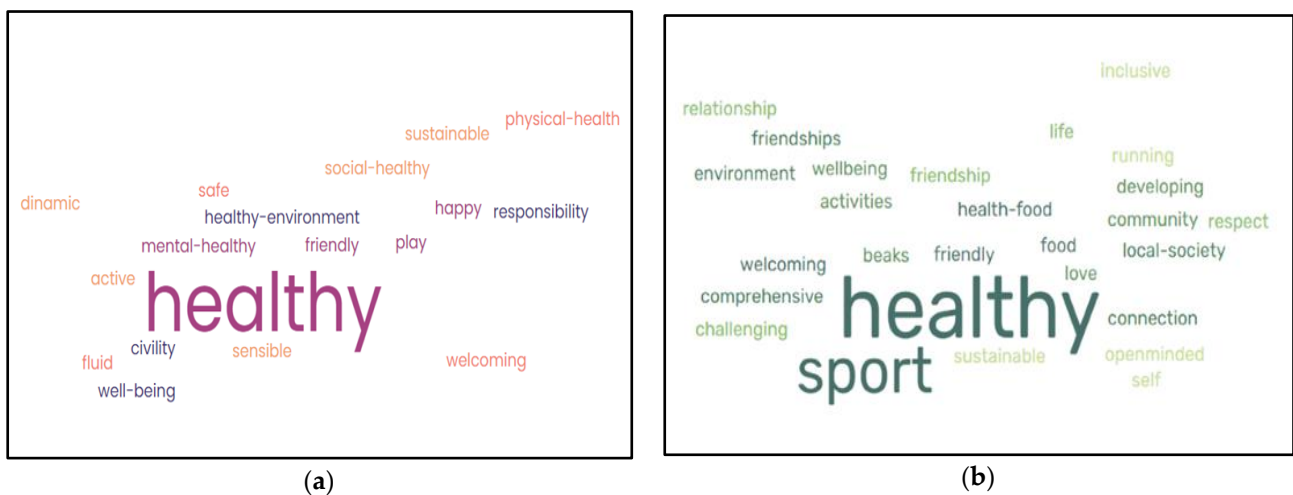 physical-health
sustainable
social-healthy
safe
dinamic
healthy-environment
happy
responsibility
mental-healthy
friendly
play
active
healthy
civility
sensible
fluid
welcoming
well-being
(a)
inclusive
relationship
friendships
life
running
environment
wellbeing
friendship
developing
activities
health-food
community
respect
welcoming
beaks
friendly
food
local-society
love
comprehensive
healthy
connection
challenging
sport
sustainable
openminded
self
(b)